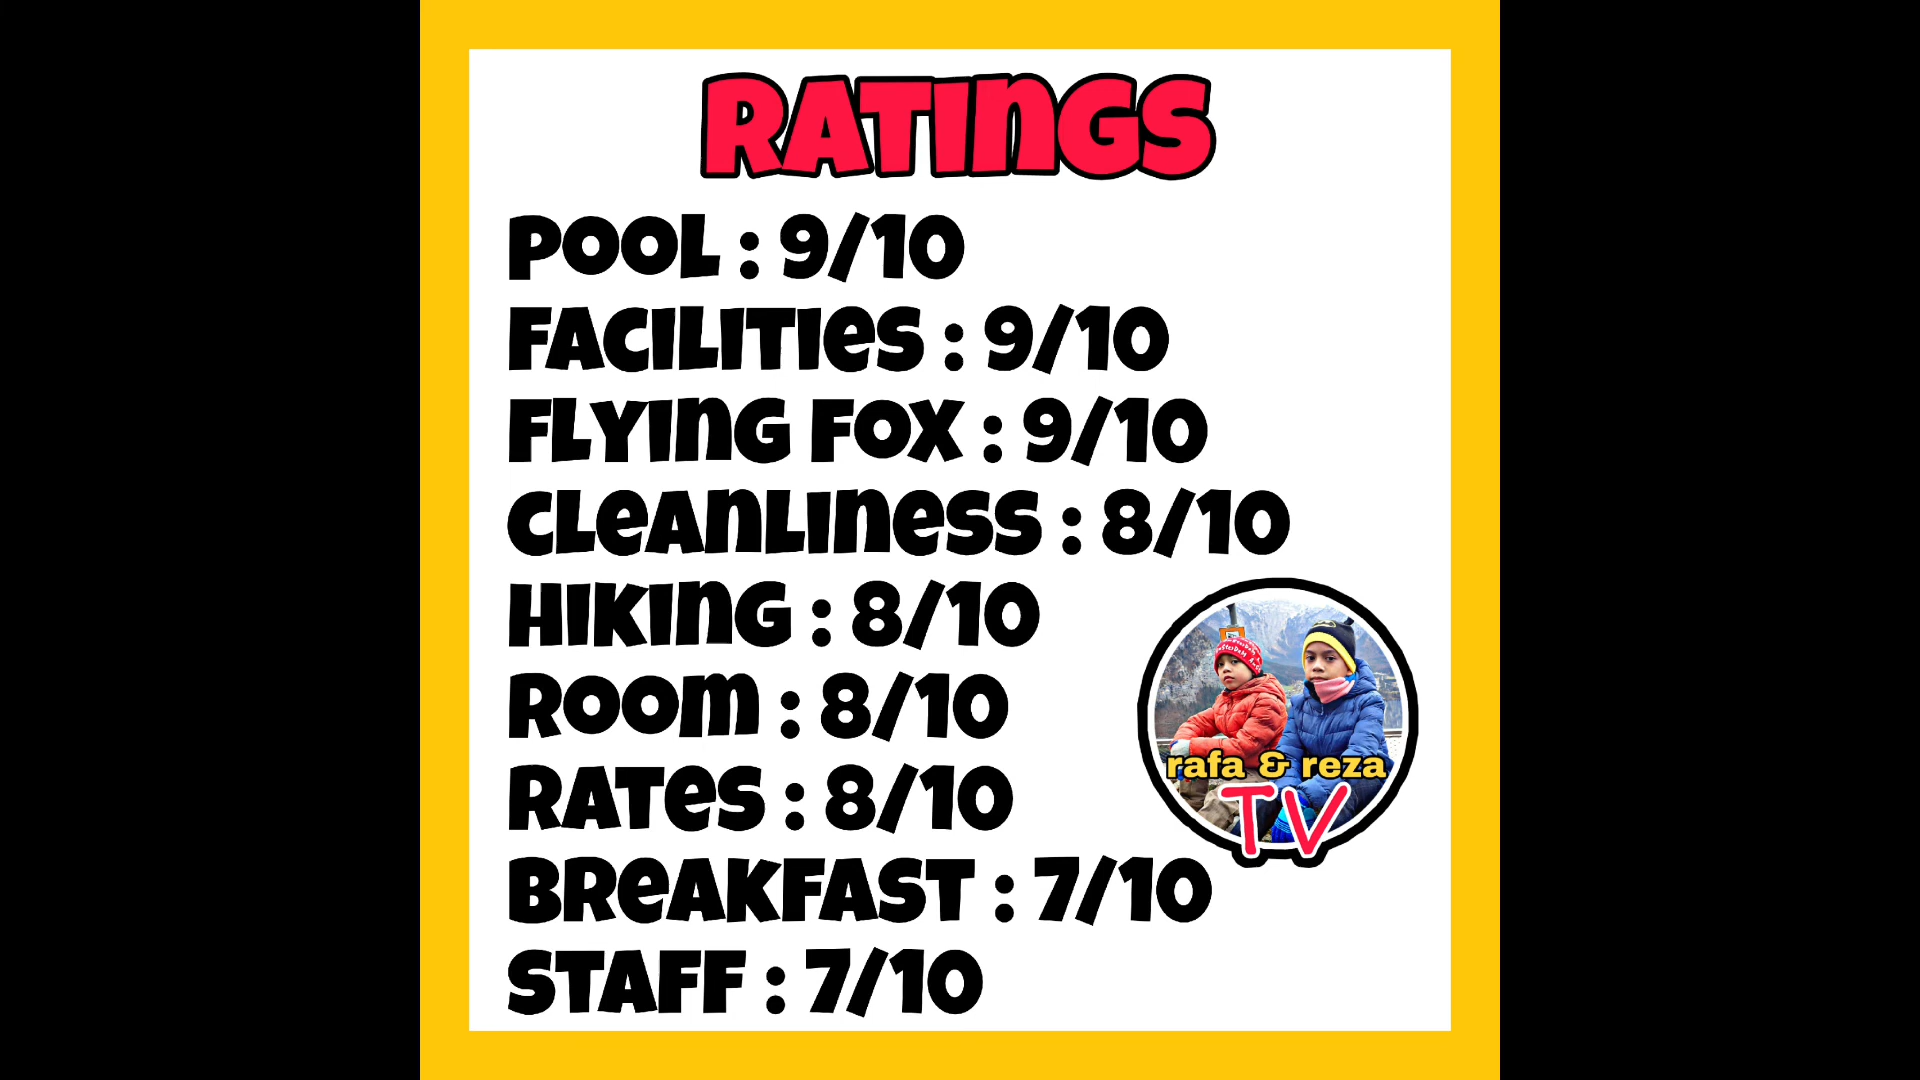 RATINGS
POOL : 9/10
FACILITIES : 9/10
FLYING FOX : 9/10
CLEANLINESS : 8/10
HIKING : 8/10
ROOM : 8/10
rafa & reza
TV
RATES : 8/10
BREAKFAST : 7/10
STAFF : 7/10